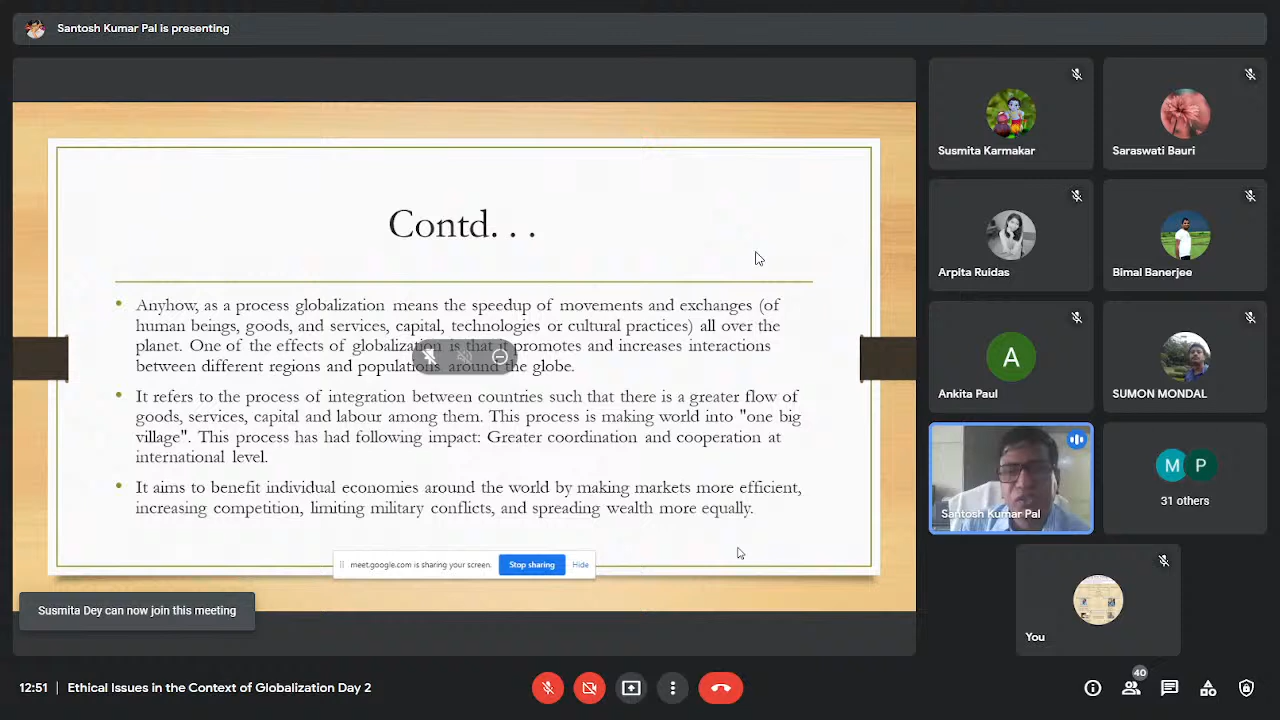 Santosh Kumar Pal is presenting
Contd. . .
• Anyhow, as a process globalization means the speedup of movements and exchanges (of
human beings, goods, and services, capital, technologies or cultural practices) all over the
planet. One of the effects of globalization is that it promotes and increases interactions
between different regions and populations around the globe.
• It refers to the process of integration between countries such that there is a greater flow of
goods, services, capital and labour among them. This process is making world into "one big
village". This process has had following impact: Greater coordination and cooperation at
international level.
• It aims to benefit individual economies around the world by making markets more efficient,
increasing competition, limiting military conflicts, and spreading wealth more equally.
meet.google.com is sharing your screen.
Stop sharing
Hide
Susmita Dey can now join this meeting
Susmita Karmakar
Saraswati Bauri
Arpita Ruidas
Bimal Banerjee
A
Ankita Paul
SUMON MONDAL
Santosh Kumar Pal
M P
31 others
You
12:51 | Ethical Issues in the Context of Globalization Day 2
40